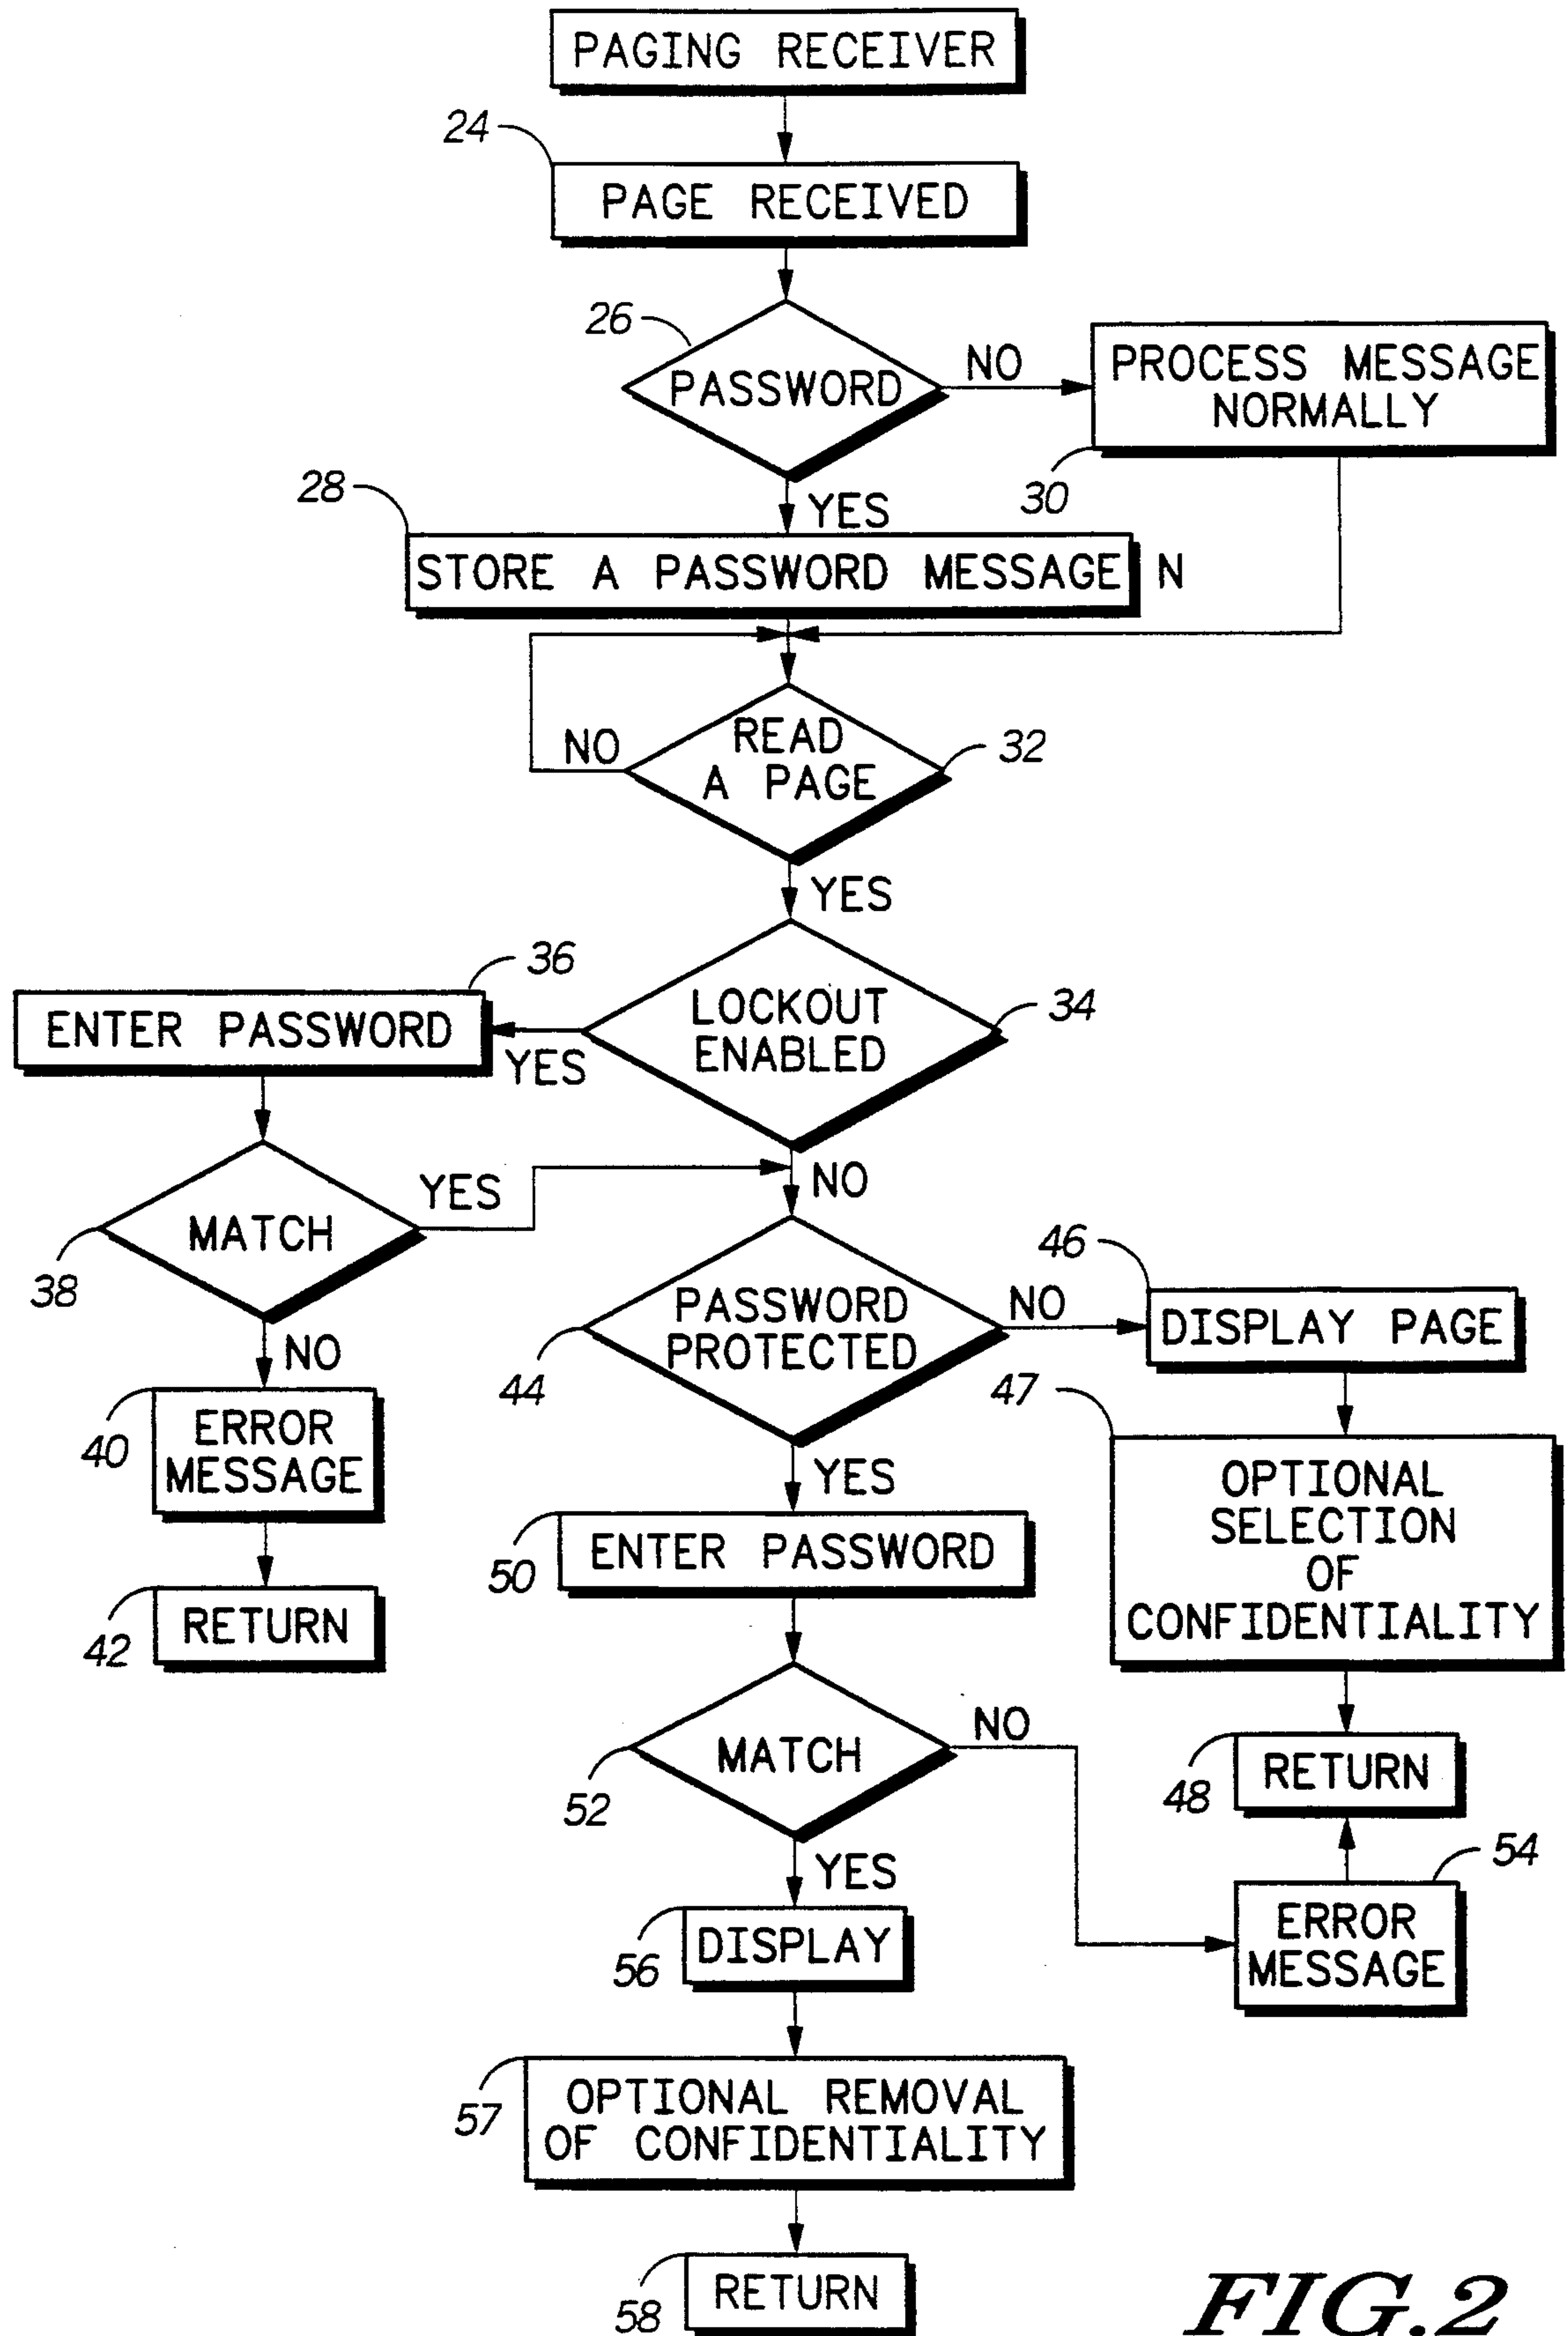 PAGING RECEIVER
24
PAGE RECEIVED
26
PASSWORD
NO
PROCESS MESSAGE
NORMALLY
30
YES
28
STORE A PASSWORD MESSAGE N
NO
READ
A PAGE
32
YES
36
ENTER PASSWORD
YES
LOCKOUT
ENABLED
34
NO
MATCH
YES
38
NO
40
ERROR
MESSAGE
42
RETURN
PASSWORD
PROTECTED
44
NO
46
DISPLAY PAGE
47
OPTIONAL
SELECTION
OF
CONFIDENTIALITY
YES
50
ENTER PASSWORD
MATCH
52
NO
48
RETURN
54
ERROR
MESSAGE
YES
56
DISPLAY
57
OPTIONAL REMOVAL
OF CONFIDENTIALITY
58
RETURN
FIG.2